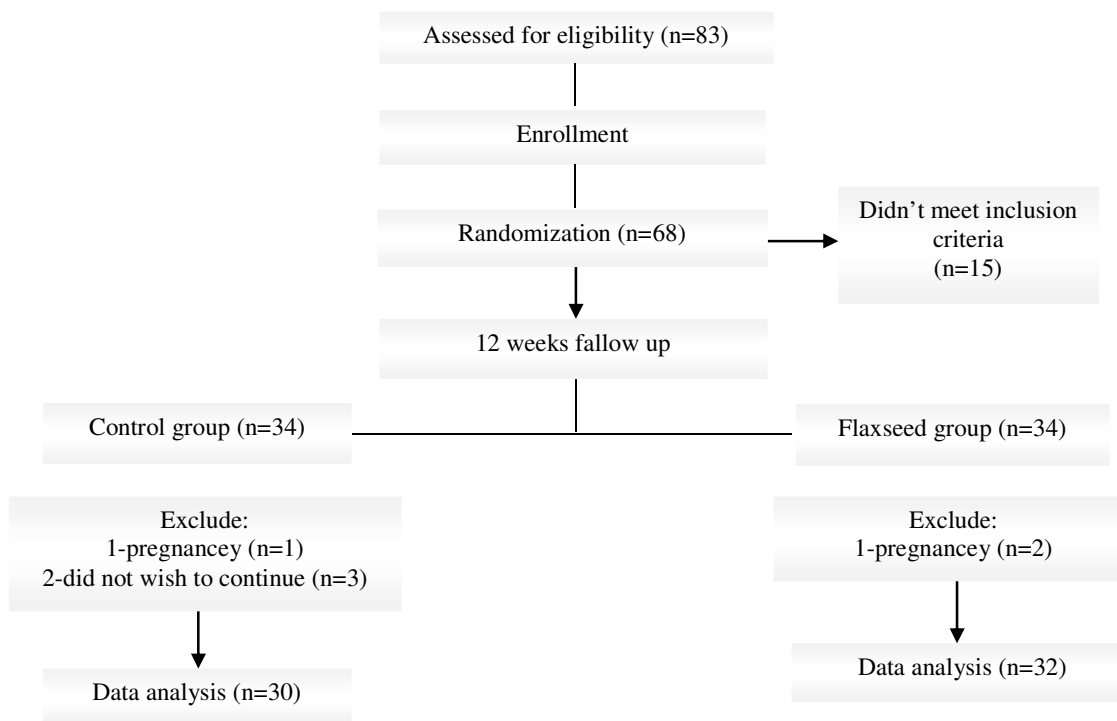 Assessed for eligibility (n=83)
Enrollment
Randomization (n=68)
Didn’t meet inclusion
criteria
(n=15)
12 weeks fallow up
Control group (n=34)
Flaxseed group (n=34)
Exclude:
1-pregnancey (n=1)
2-did not wish to continue (n=3)
Exclude:
1-pregnancey (n=2)
Data analysis (n=30)
Data analysis (n=32)